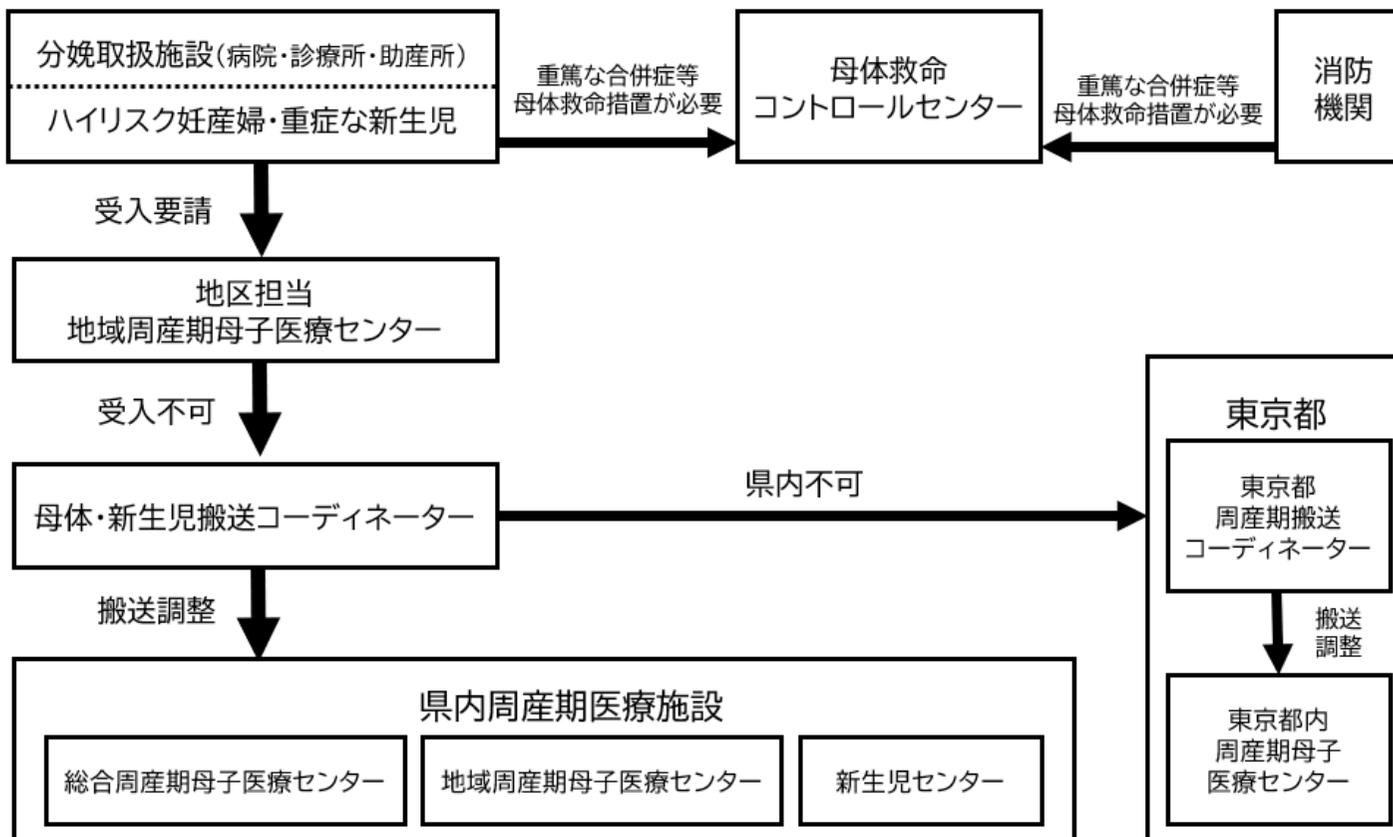 分娩取扱施設(病院・診療所・助産所)
ハイリスク妊産婦・重症な新生児
重篤な合併症等
母体救命措置が必要
母体救命
コントロールセンター
重篤な合併症等
母体救命措置が必要
消防
機関
受入要請
地区担当
地域周産期母子医療センター
受入不可
母体・新生児搬送コーディネーター
県内不可
東京都
東京都
周産期搬送
コーディネーター
搬送
調整
東京都内
周産期母子
医療センター
搬送調整
県内周産期医療施設
総合周産期母子医療センター
地域周産期母子医療センター
新生児センター